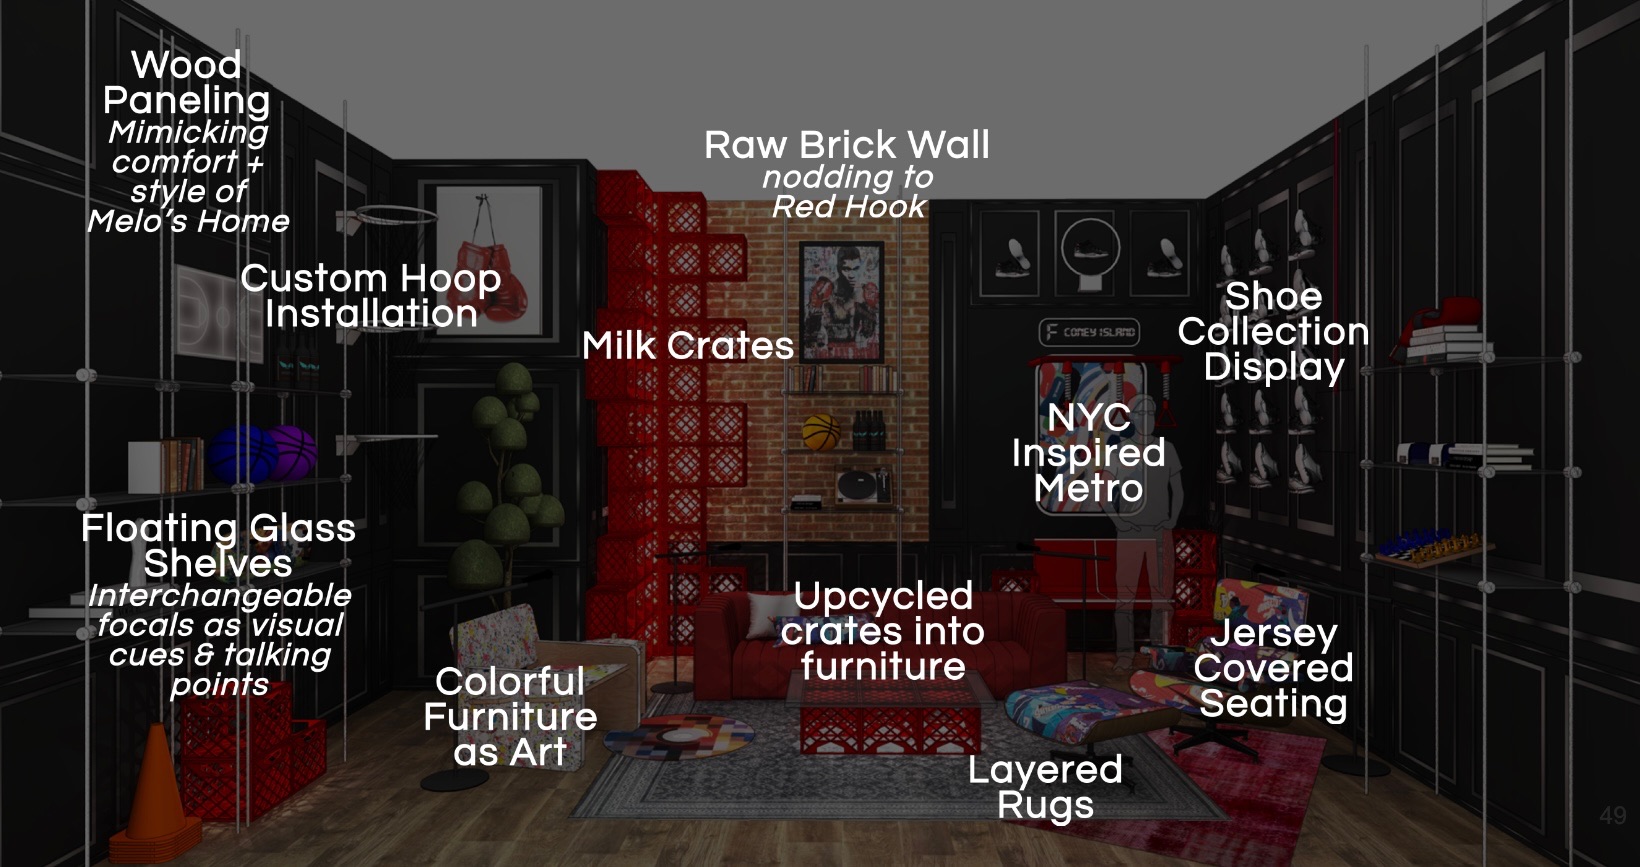 Wood
Paneling
Mimicking
comfort +
style of
Melo's Home
Raw Brick Wall
nodding to
Red Hook
Custom Hoop
Installation
Milk Crates
Shoe
Collection
Display
F CONEY ISLAND
NYC
Inspired
Metro
Floating Glass
Shelves
Interchangeable
focals as visual
cues & talking
points
Upcycled
crates into
furniture
Jersey
Covered
Seating
Colorful
Furniture
as Art
Layered
Rugs
49